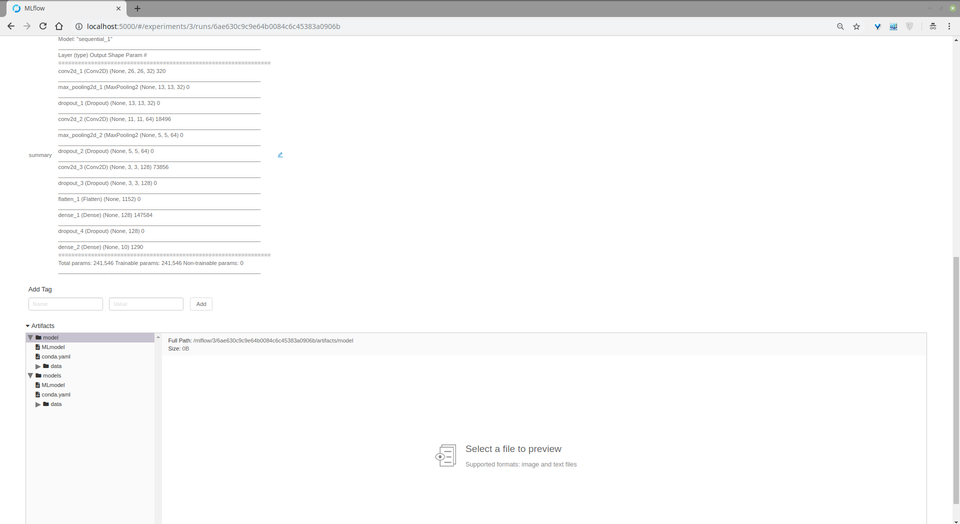 MLflow
localhost:5000/#/experiments/3/runs/6ae630c9c9e64b0084c6c45383a0906b
Model: "sequential_1"
Layer (type) Output Shape Param #
conv2d_1 (Conv2D) (None, 26, 26, 32) 320
max_pooling2d_1 (MaxPooling2 (None, 13, 13, 32) 0
dropout_1 (Dropout) (None, 13, 13, 32) 0
conv2d_2 (Conv2D) (None, 11, 11, 64) 18496
max_pooling2d_2 (MaxPooling2 (None, 5, 5, 64) 0
dropout_2 (Dropout) (None, 5, 5, 64) 0
summary
conv2d_3 (Conv2D) (None, 3, 3, 128) 73856
dropout_3 (Dropout) (None, 3, 3, 128) 0
flatten_1 (Flatten) (None, 1152) 0
dense_1 (Dense) (None, 128) 147584
dropout_4 (Dropout) (None, 128) 0
dense_2 (Dense) (None, 10) 1290
Total params: 241,546 Trainable params: 241,546 Non-trainable params: 0
Add Tag
Name Value Add
Artifacts
model
MLmodel
conda.yaml
data
models
MLmodel
conda.yaml
data
Full Path: /mlflow/3/6ae630c9c9e64b0084c6c45383a0906b/artifacts/model
Size: 0B
Select a file to preview
Supported formats: image and text files